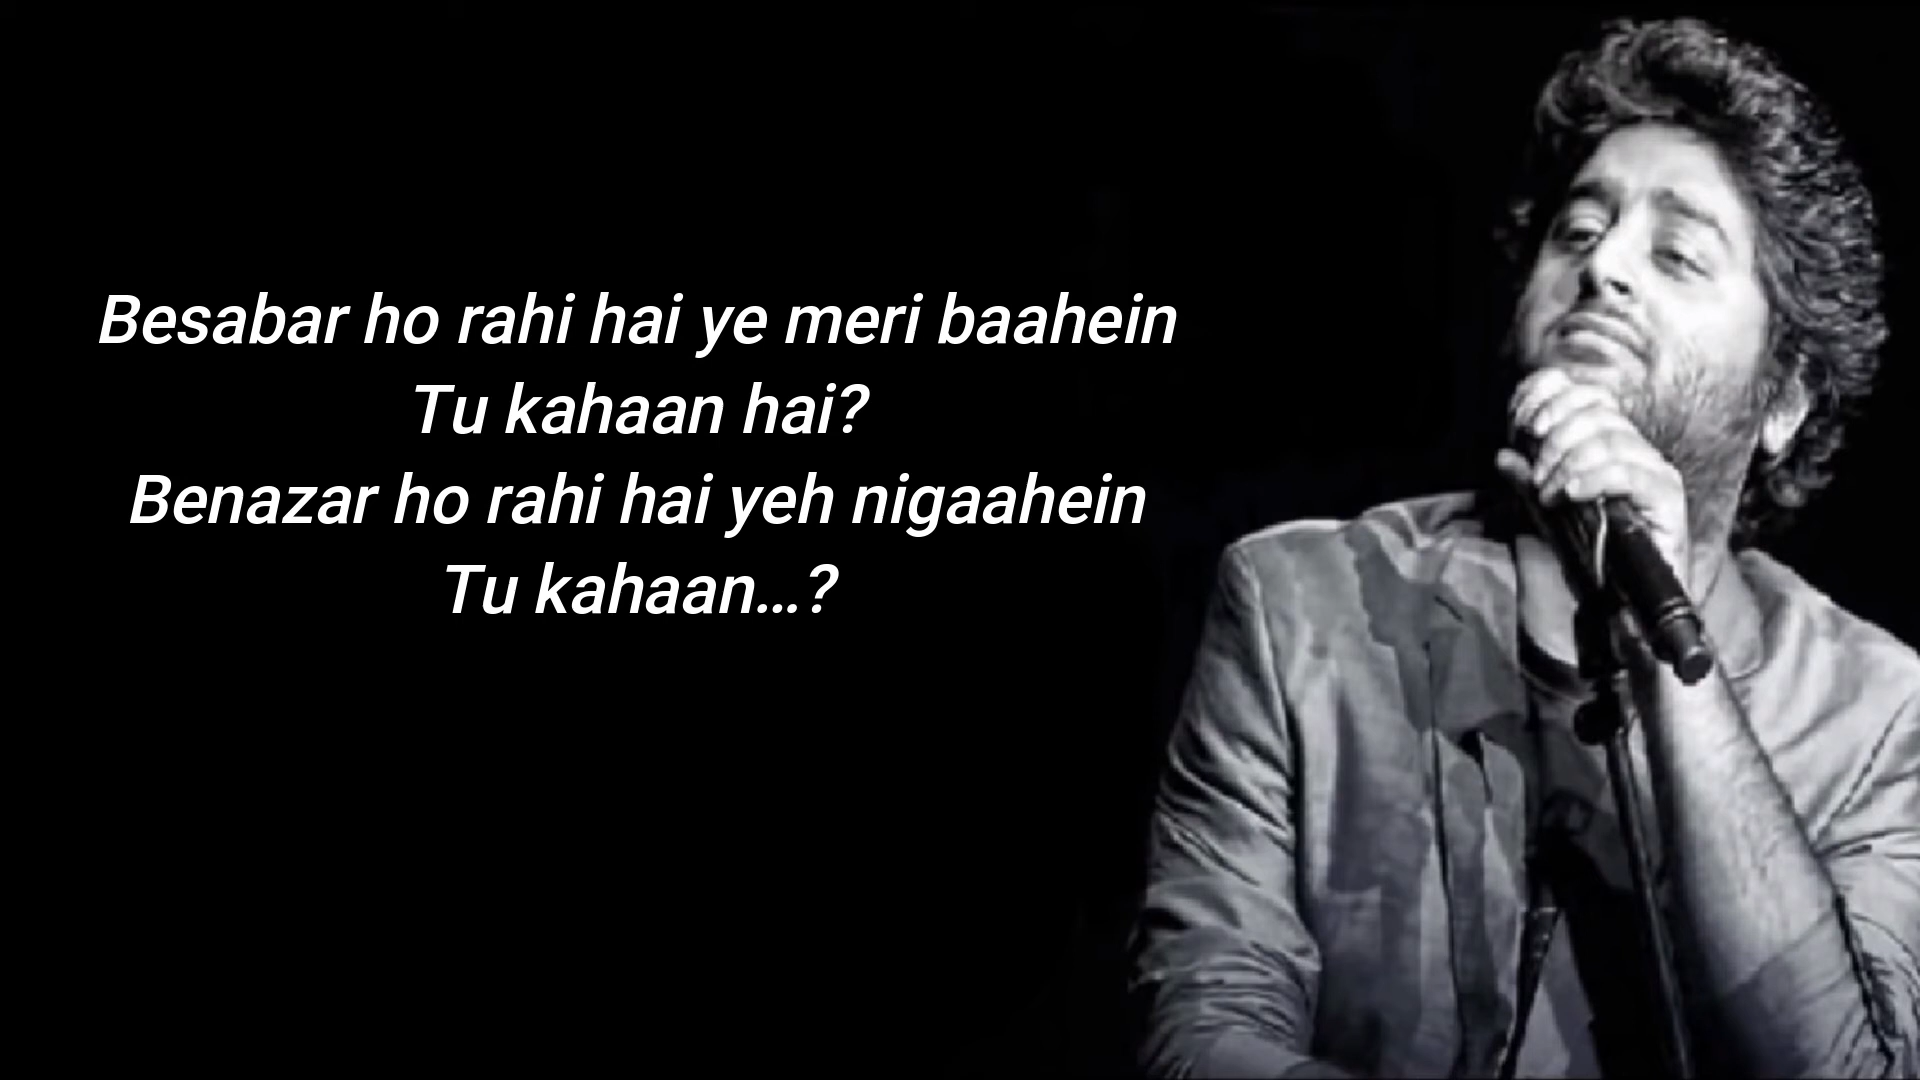 Besabar ho rahi hai ye meri baahein
Tu kahaan hai?
Benazar ho rahi hai yeh nigaahein
Tu kahaan...?